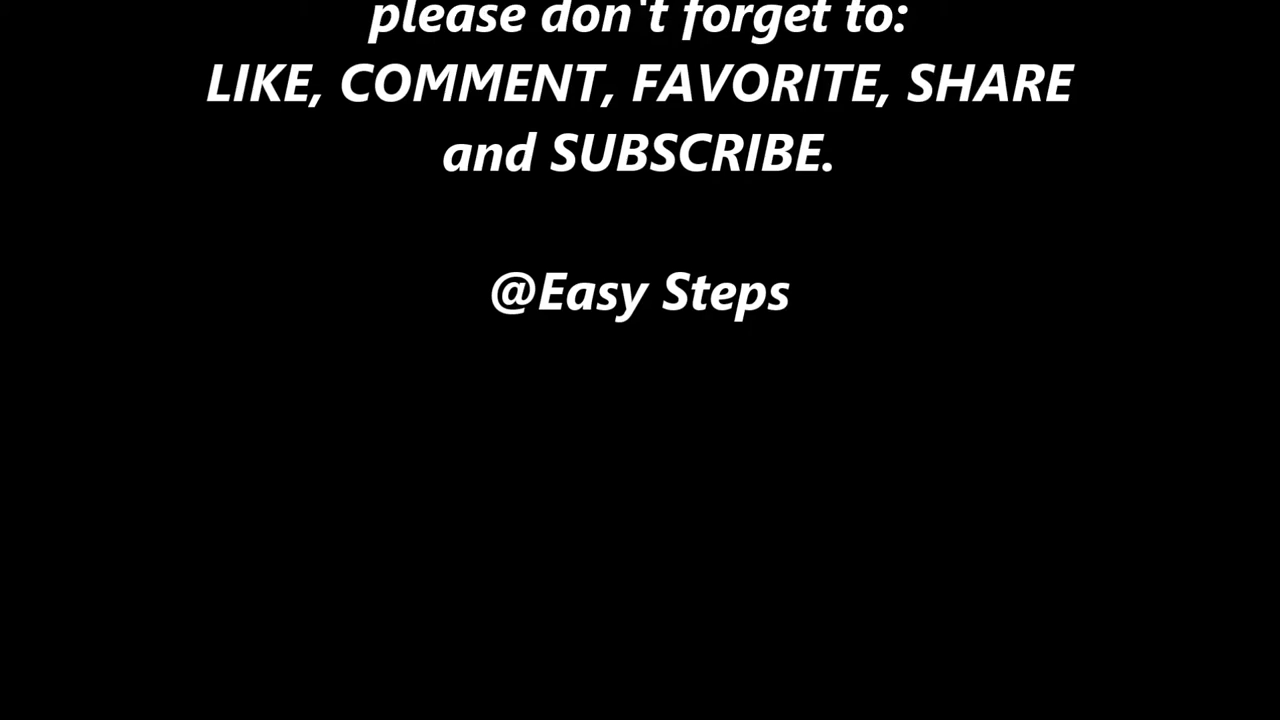 please don't forget to:
LIKE, COMMENT, FAVORITE, SHARE
and SUBSCRIBE.
@Easy Steps